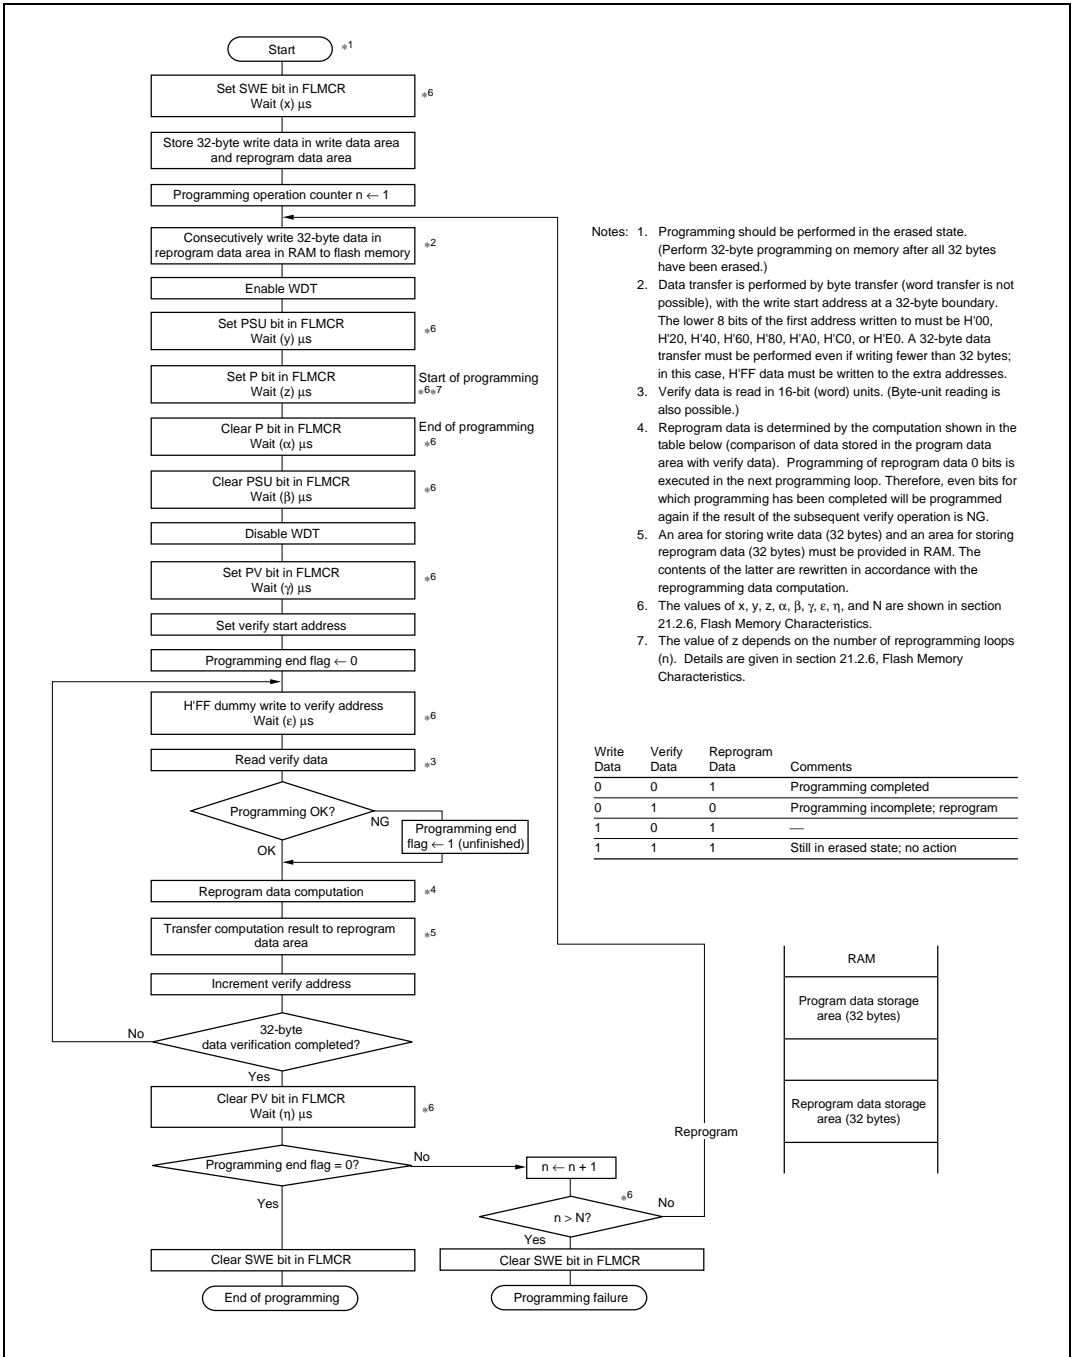 Start *1
Set SWE bit in FLMCR
Wait (x) µs
*6
Store 32-byte write data in write data area
and reprogram data area
Programming operation counter n ← 1
Consecutively write 32-byte data in
reprogram data area in RAM to flash memory
*2
Enable WDT
Set PSU bit in FLMCR
Wait (y) µs
*6
Set P bit in FLMCR
Wait (z) µs
Start of programming
*6*7
Clear P bit in FLMCR
Wait (α) µs
End of programming
*6
Clear PSU bit in FLMCR
Wait (β) µs
*6
Disable WDT
Set PV bit in FLMCR
Wait (γ) µs
*6
Set verify start address
Programming end flag ← 0
H'FF dummy write to verify address
Wait (ε) µs
*6
Read verify data
*3
Programming OK?
NG
OK
Programming end
flag ← 1 (unfinished)
Reprogram data computation
*4
Transfer computation result to reprogram
data area
*5
Increment verify address
32-byte
data verification completed?
No
Yes
Clear PV bit in FLMCR
Wait (η) µs
*6
Programming end flag = 0?
No
Yes
n ← n + 1
*6
n > N?
No
Yes
Reprogram
Clear SWE bit in FLMCR
Clear SWE bit in FLMCR
End of programming
Programming failure
Notes: 1. Programming should be performed in the erased state.
(Perform 32-byte programming on memory after all 32 bytes
have been erased.)
2. Data transfer is performed by byte transfer (word transfer is not
possible), with the write start address at a 32-byte boundary.
The lower 8 bits of the first address written to must be H'00,
H'20, H'40, H'60, H'80, H'A0, H'C0, or H'E0. A 32-byte data
transfer must be performed even if writing fewer than 32 bytes;
in this case, H'FF data must be written to the extra addresses.
3. Verify data is read in 16-bit (word) units. (Byte-unit reading is
also possible.)
4. Reprogram data is determined by the computation shown in the
table below (comparison of data stored in the program data
area with verify data). Programming of reprogram data 0 bits is
executed in the next programming loop. Therefore, even bits for
which programming has been completed will be programmed
again if the result of the subsequent verify operation is NG.
5. An area for storing write data (32 bytes) and an area for storing
reprogram data (32 bytes) must be provided in RAM. The
contents of the latter are rewritten in accordance with the
reprogramming data computation.
6. The values of x, y, z, α, β, γ, ε, η, and N are shown in section
21.2.6, Flash Memory Characteristics.
7. The value of z depends on the number of reprogramming loops
(n). Details are given in section 21.2.6, Flash Memory
Characteristics.
Write Verify Reprogram
Data Data Data Comments
0 0 1 Programming completed
0 1 0 Programming incomplete; reprogram
1 0 1 —
1 1 1 Still in erased state; no action
RAM
Program data storage
area (32 bytes)
Reprogram data storage
area (32 bytes)